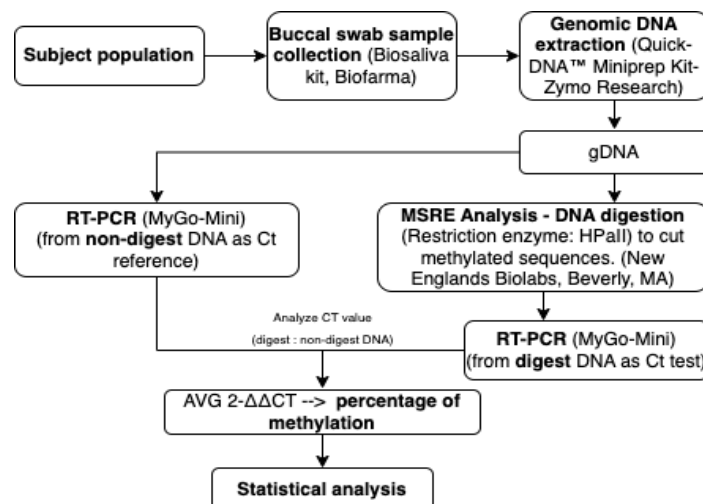 Subject population
Buccal swab sample
collection (Biosaliva
kit, Biofarma)
Genomic DNA
extraction (Quick-
DNA™ Miniprep Kit-
Zymo Research)
gDNA
RT-PCR (MyGo-Mini)
(from non-digest DNA as Ct
reference)
MSRE Analysis - DNA digestion
(Restriction enzyme: HPaII) to cut
methylated sequences. (New
Englands Biolabs, Beverly, MA)
Analyze CT value
(digest : non-digest DNA)
RT-PCR (MyGo-Mini)
(from digest DNA as Ct test)
AVG 2-ΔΔCT --> percentage of
methylation
Statistical analysis